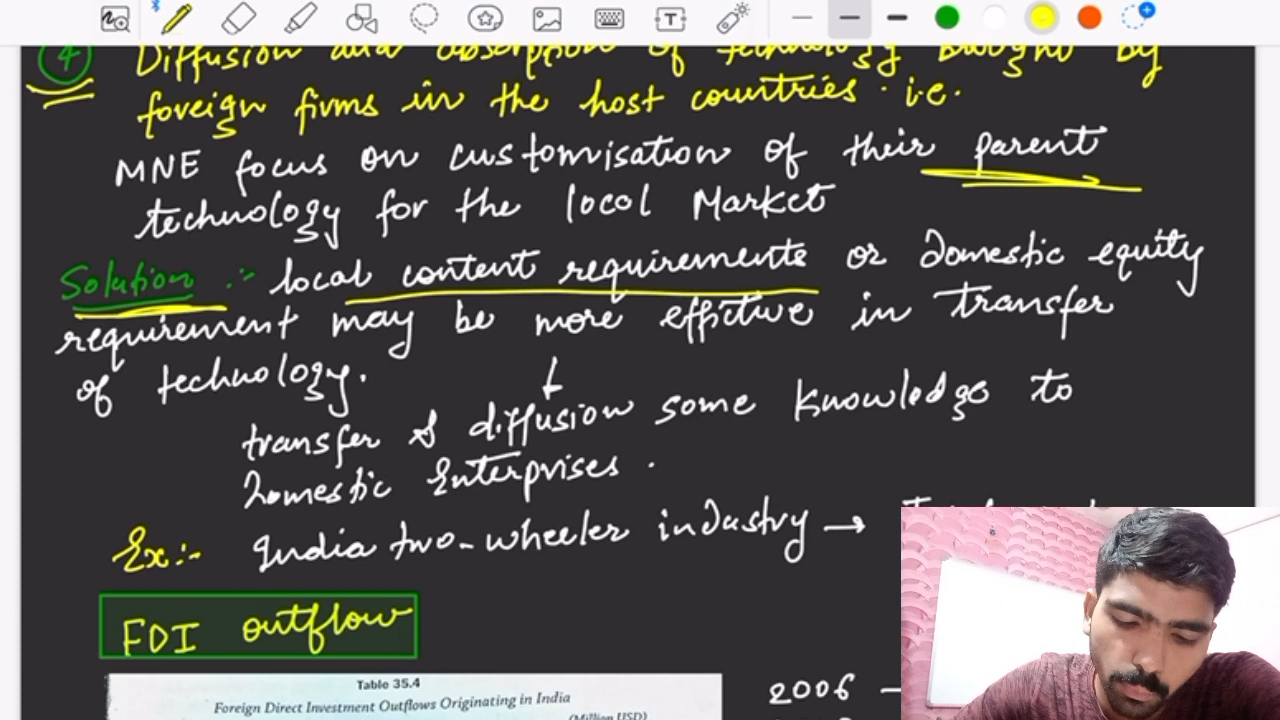 4 Diffusion and absorption of technology bought by
foreign firms in the host countries. i.e.
MNE focus on customisation of their parent
technology for the local Market
Solution :- local content requirements or domestic equity
requirement may be more effictive in transfer
of technology.
transfer & diffusion some knowledge to
Domestic Enterprises.
Ex:- India two-wheeler industry →
FDI outflow
Table 35.4
Foreign Direct Investment Outflows Originating in India
(Million USD)
2006 -